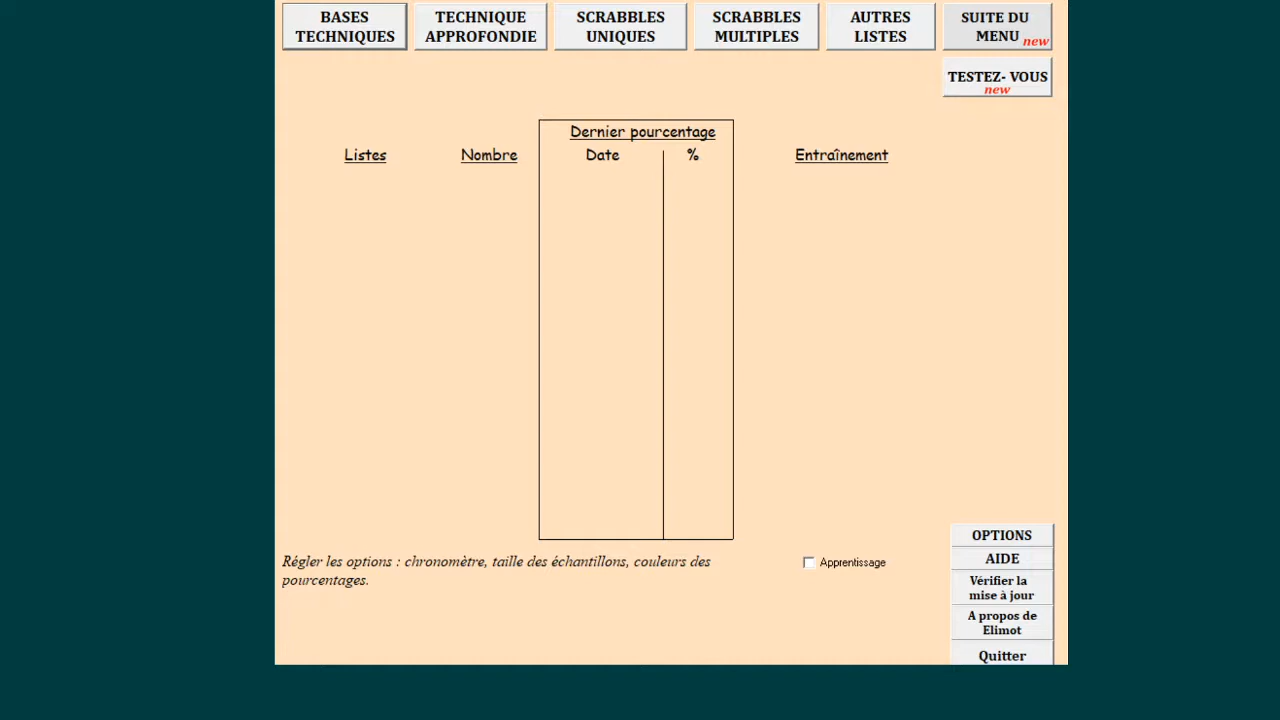 BASES
TECHNIQUES
TECHNIQUE
APPROFONDIE
SCRABBLES
UNIQUES
SCRABBLES
MULTIPLES
AUTRES
LISTES
SUITE DU
MENU new
TESTEZ- VOUS
new
Dernier pourcentage
Listes Nombre Date % Entraînement
Régler les options : chronomètre, taille des échantillons, couleurs des
pourcentages.
Apprentissage
OPTIONS
AIDE
Vérifier la
mise à jour
A propos de
Elimot
Quitter